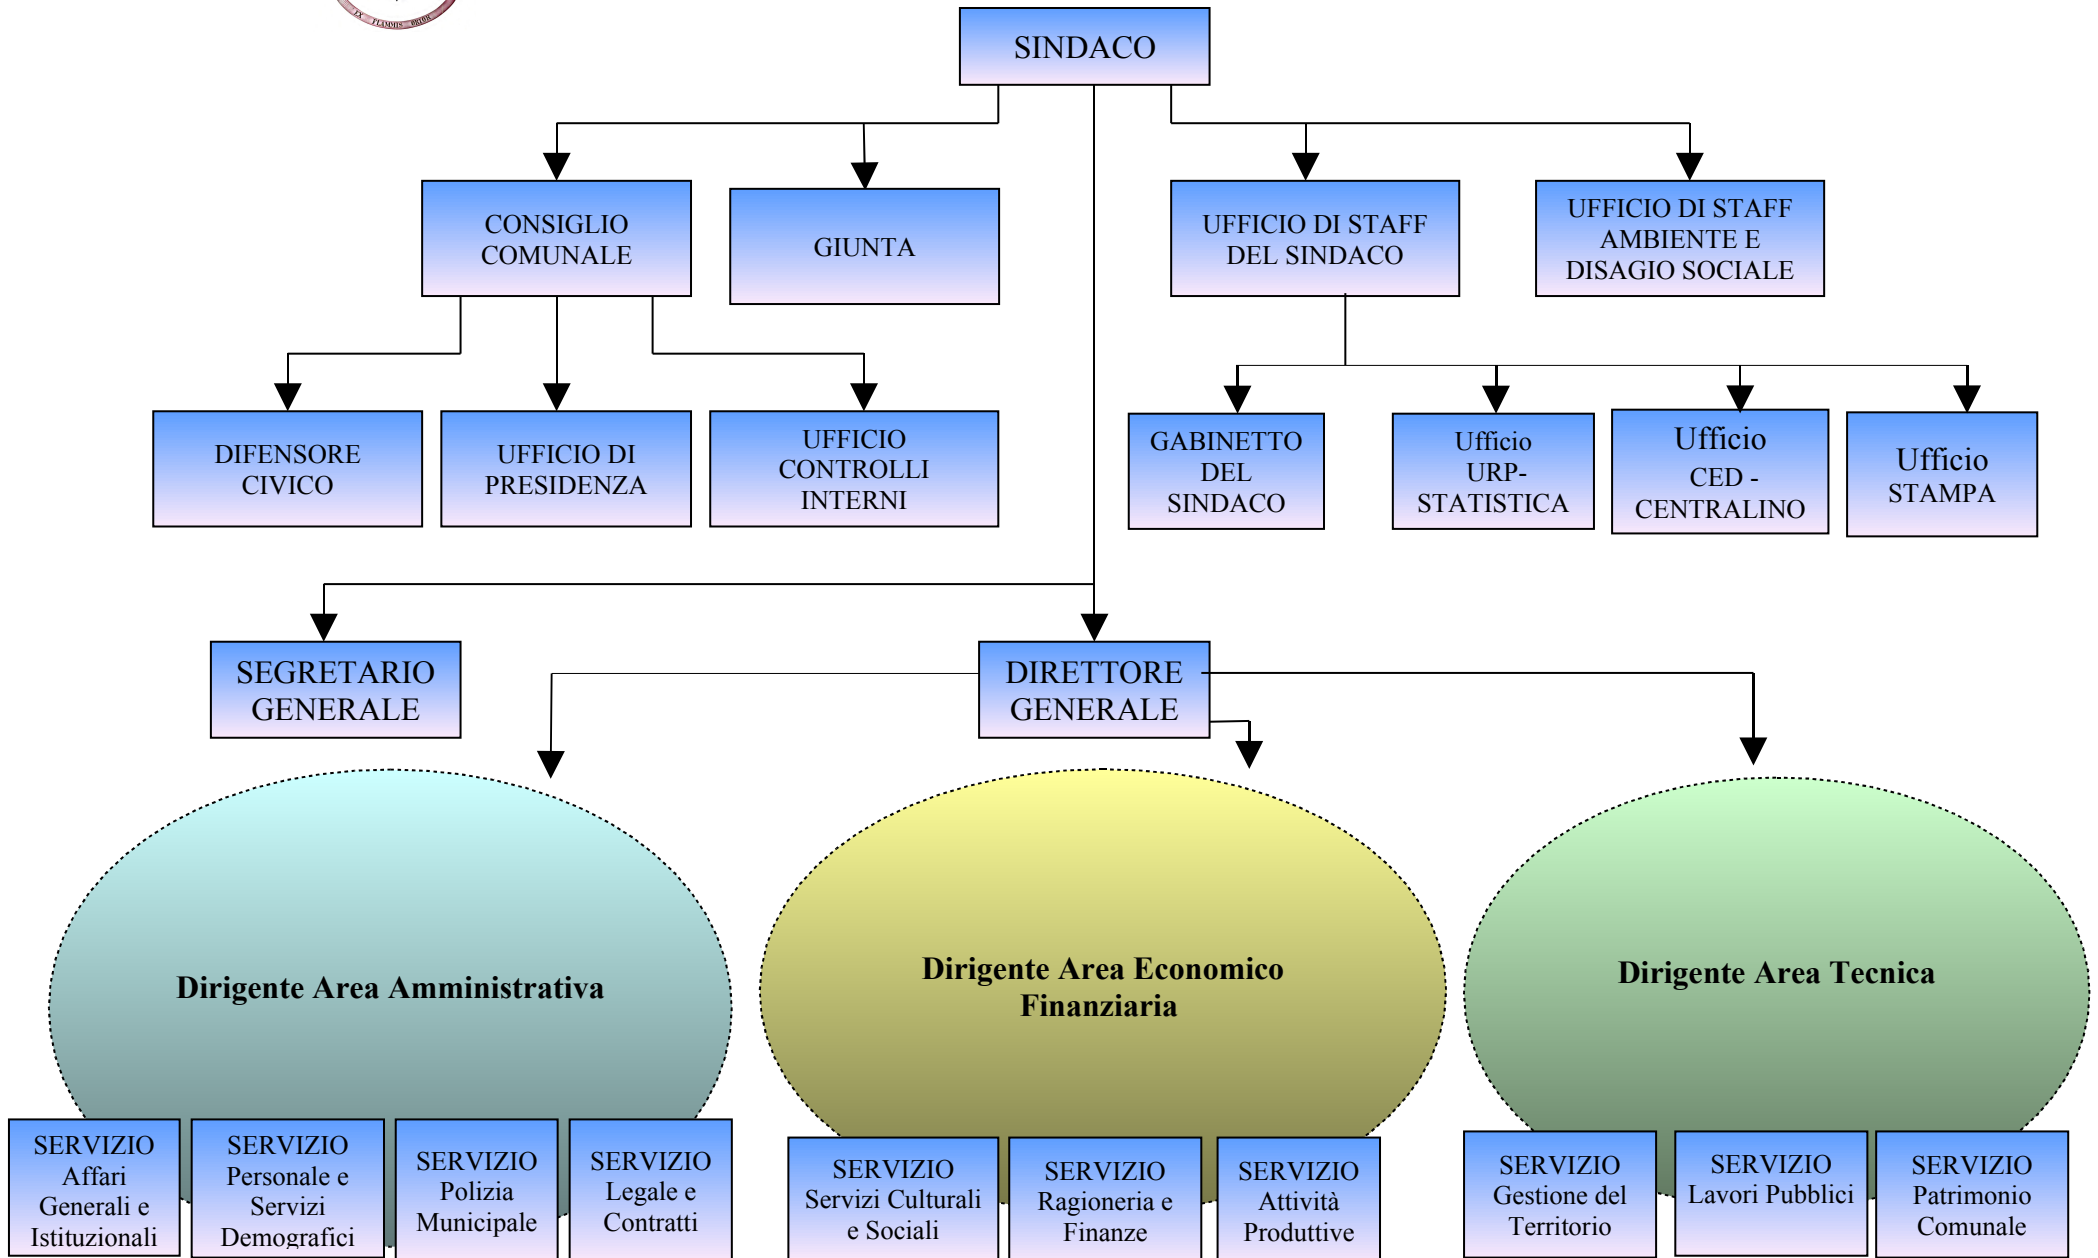 EX FLAMMIS ORIOR
SINDACO
CONSIGLIO
COMUNALE
GIUNTA
UFFICIO DI STAFF
DEL SINDACO
UFFICIO DI STAFF
AMBIENTE E
DISAGIO SOCIALE
DIFENSORE
CIVICO
UFFICIO DI
PRESIDENZA
UFFICIO
CONTROLLI
INTERNI
GABINETTO
DEL
SINDACO
Ufficio
URP-
STATISTICA
Ufficio
CED -
CENTRALINO
Ufficio
STAMPA
SEGRETARIO
GENERALE
DIRETTORE
GENERALE
Dirigente Area Amministrativa
Dirigente Area Economico
Finanziaria
Dirigente Area Tecnica
SERVIZIO
Affari
Generali e
Istituzionali
SERVIZIO
Personale e
Servizi
Demografici
SERVIZIO
Polizia
Municipale
SERVIZIO
Legale e
Contratti
SERVIZIO
Servizi Culturali
e Sociali
SERVIZIO
Ragioneria e
Finanze
SERVIZIO
Attività
Produttive
SERVIZIO
Gestione del
Territorio
SERVIZIO
Lavori Pubblici
SERVIZIO
Patrimonio
Comunale